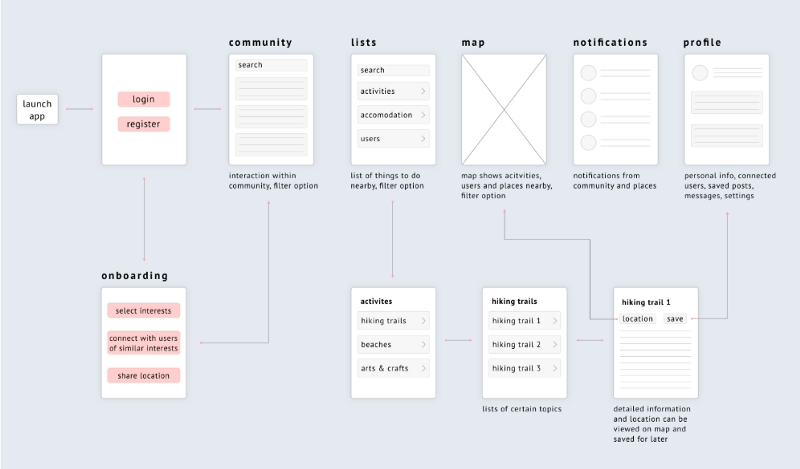 community
lists
map
notifications
profile
launch
app
login
register
search
search
activities
accomodation
users
interaction within
community, filter option
list of things to do
nearby, filter option
map shows acitvities,
users and places nearby,
filter option
notifications from
community and places
personal info, connected
users, saved posts,
messages, settings
onboarding
select interests
connect with users
of similar interests
share location
activites
hiking trails
beaches
arts & crafts
hiking trails
hiking trail 1
hiking trail 2
hiking trail 3
lists of certain topics
hiking trail 1
location
save
detailed information
and location can be
viewed on map and
saved for later